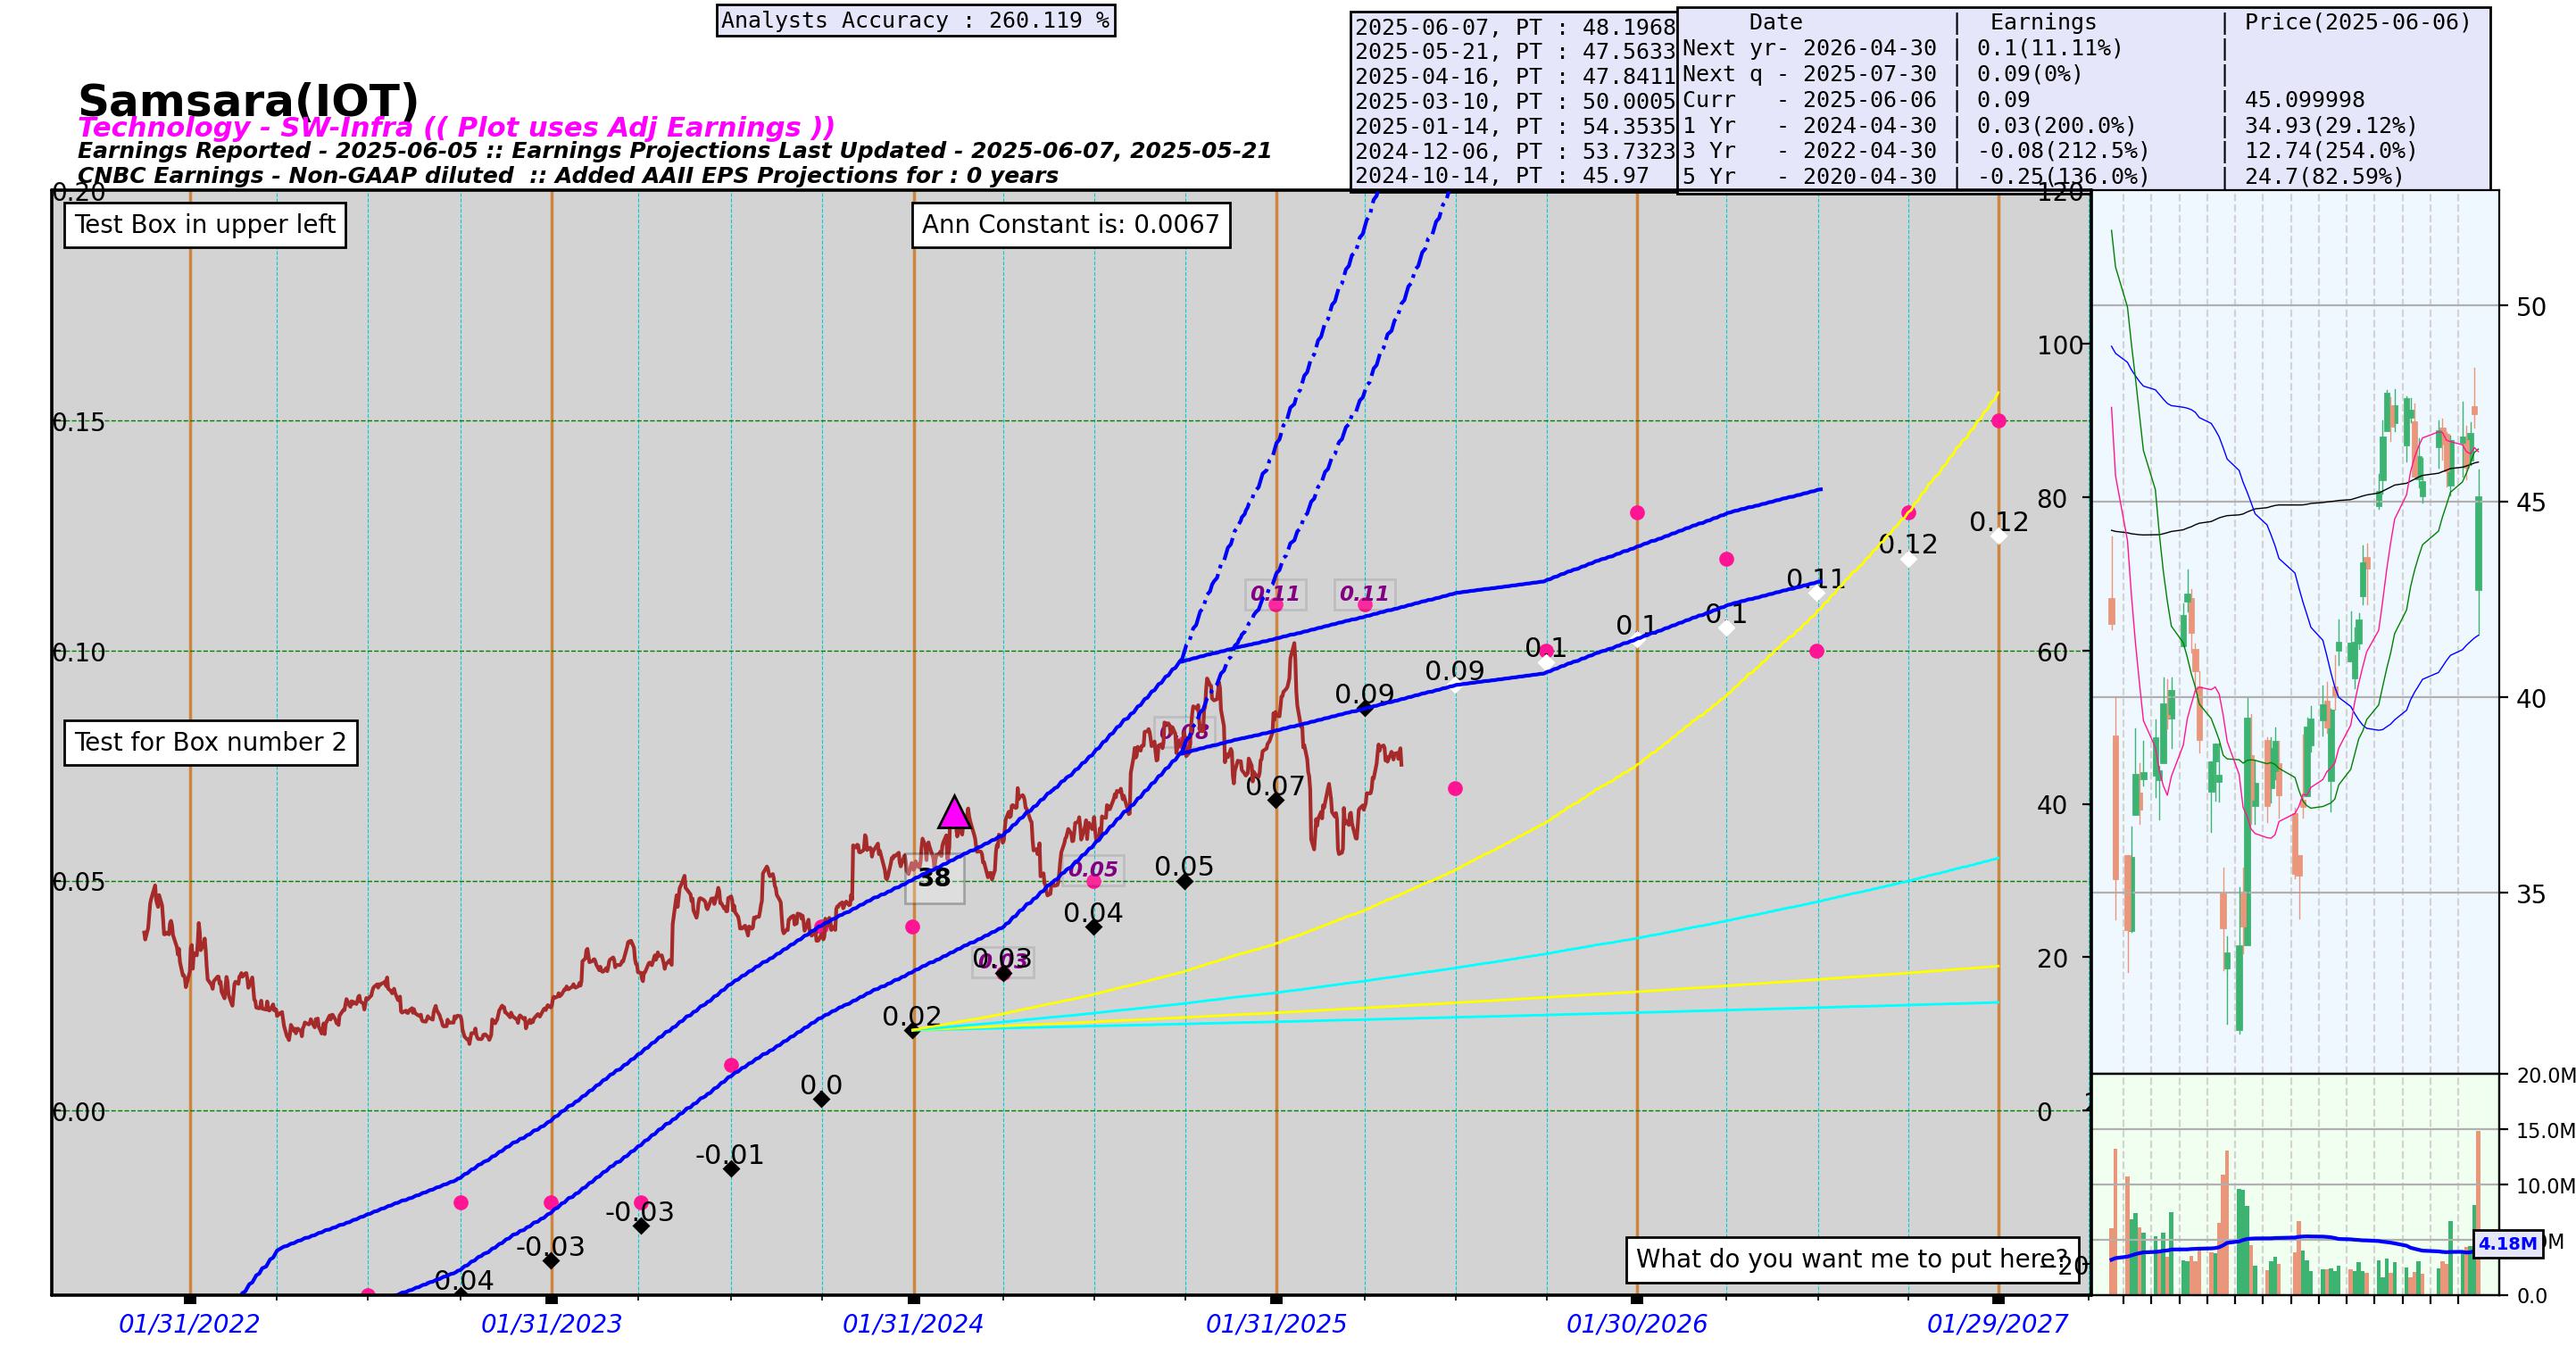 Analysts Accuracy : 260.119 %
2025-06-07, PT : 48.1968
2025-05-21, PT : 47.5633
2025-04-16, PT : 47.8411
2025-03-10, PT : 50.0005
2025-01-14, PT : 54.3535
2024-12-06, PT : 53.7323
2024-10-14, PT : 45.97
Date | Earnings | Price(2025-06-06)
Next yr- 2026-04-30 | 0.1(11.11%) |
Next q - 2025-07-30 | 0.09(0%) |
Curr - 2025-06-06 | 0.09 | 45.099998
1 Yr - 2024-04-30 | 0.03(200.0%) | 34.93(29.12%)
3 Yr - 2022-04-30 | -0.08(212.5%) | 12.74(254.0%)
5 Yr - 2020-04-30 | -0.25(136.0%) | 24.7(82.59%)
Samsara(IOT)
Technology - SW-Infra (( Plot uses Adj Earnings ))
Earnings Reported - 2025-06-05 :: Earnings Projections Last Updated - 2025-06-07, 2025-05-21
CNBC Earnings - Non-GAAP diluted :: Added AAII EPS Projections for : 0 years
Test Box in upper left
Ann Constant is: 0.0067
Test for Box number 2
What do you want me to put here?
0.20
0.15
0.10
0.05
0.00
120
100
80
60
40
20
0
-20
0.04
-0.03
-0.03
-0.01
0.0
0.02
0.03
0.03
0.04
0.05
0.05
0.08
0.07
0.11
0.11
0.09
0.09
0.1
0.1
0.1
0.11
0.12
0.12
38
50
45
40
35
20.0M
15.0M
10.0M
4.18M
0.0
01/31/2022
01/31/2023
01/31/2024
01/31/2025
01/30/2026
01/29/2027